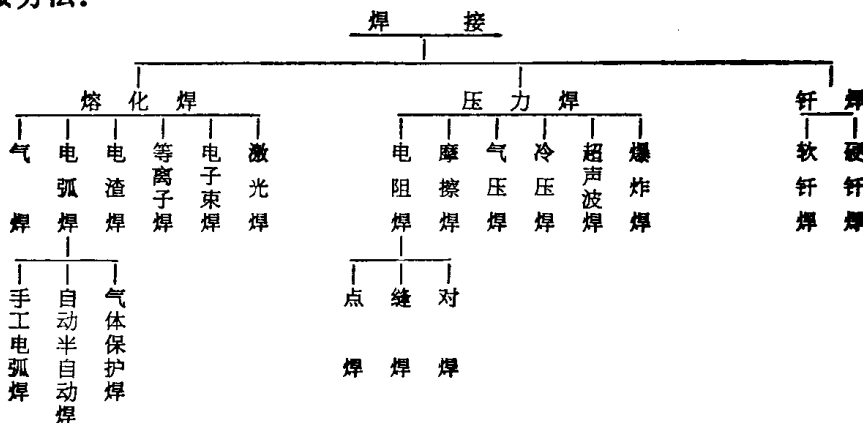 焊接
熔化焊 压力焊 钎焊
气焊 电弧焊 电渣焊 等离子焊 电子束焊 激光焊 电阻焊 摩擦焊 气压焊 冷压焊 超声波焊 爆炸焊 软钎焊 硬钎焊
手工电弧焊 自动半自动焊 气体保护焊 点焊 缝焊 对焊